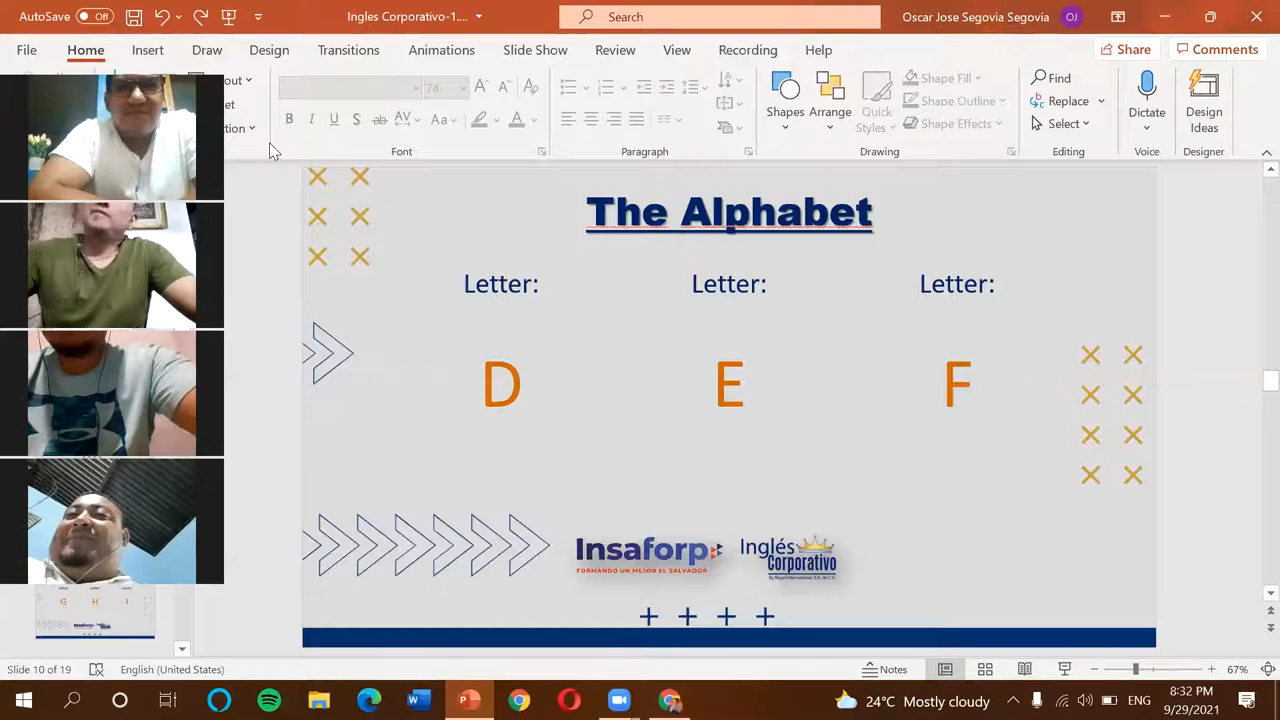 AutoSave Off
Ingles Corporativo-1....
Search
Oscar Jose Segovia Segovia OJ
File Home Insert Draw Design Transitions Animations Slide Show Review View Recording Help Share Comments
Shapes
Arrange
Quick Styles
Shape Fill
Shape Outline
Shape Effects
Find
Replace
Select
Dictate
Design Ideas
Font
Paragraph
Drawing
Editing
Voice
Designer
The Alphabet
Letter: Letter: Letter:
D E F
Insaforp
FORMANDO UN MEJOR EL SALVADOR
Inglés
Corporativo
By Royal International, S.A. de C.V.
G H I
Slide 10 of 19 English (United States) Notes 67%
24°C Mostly cloudy ENG
8:32 PM
9/29/2021